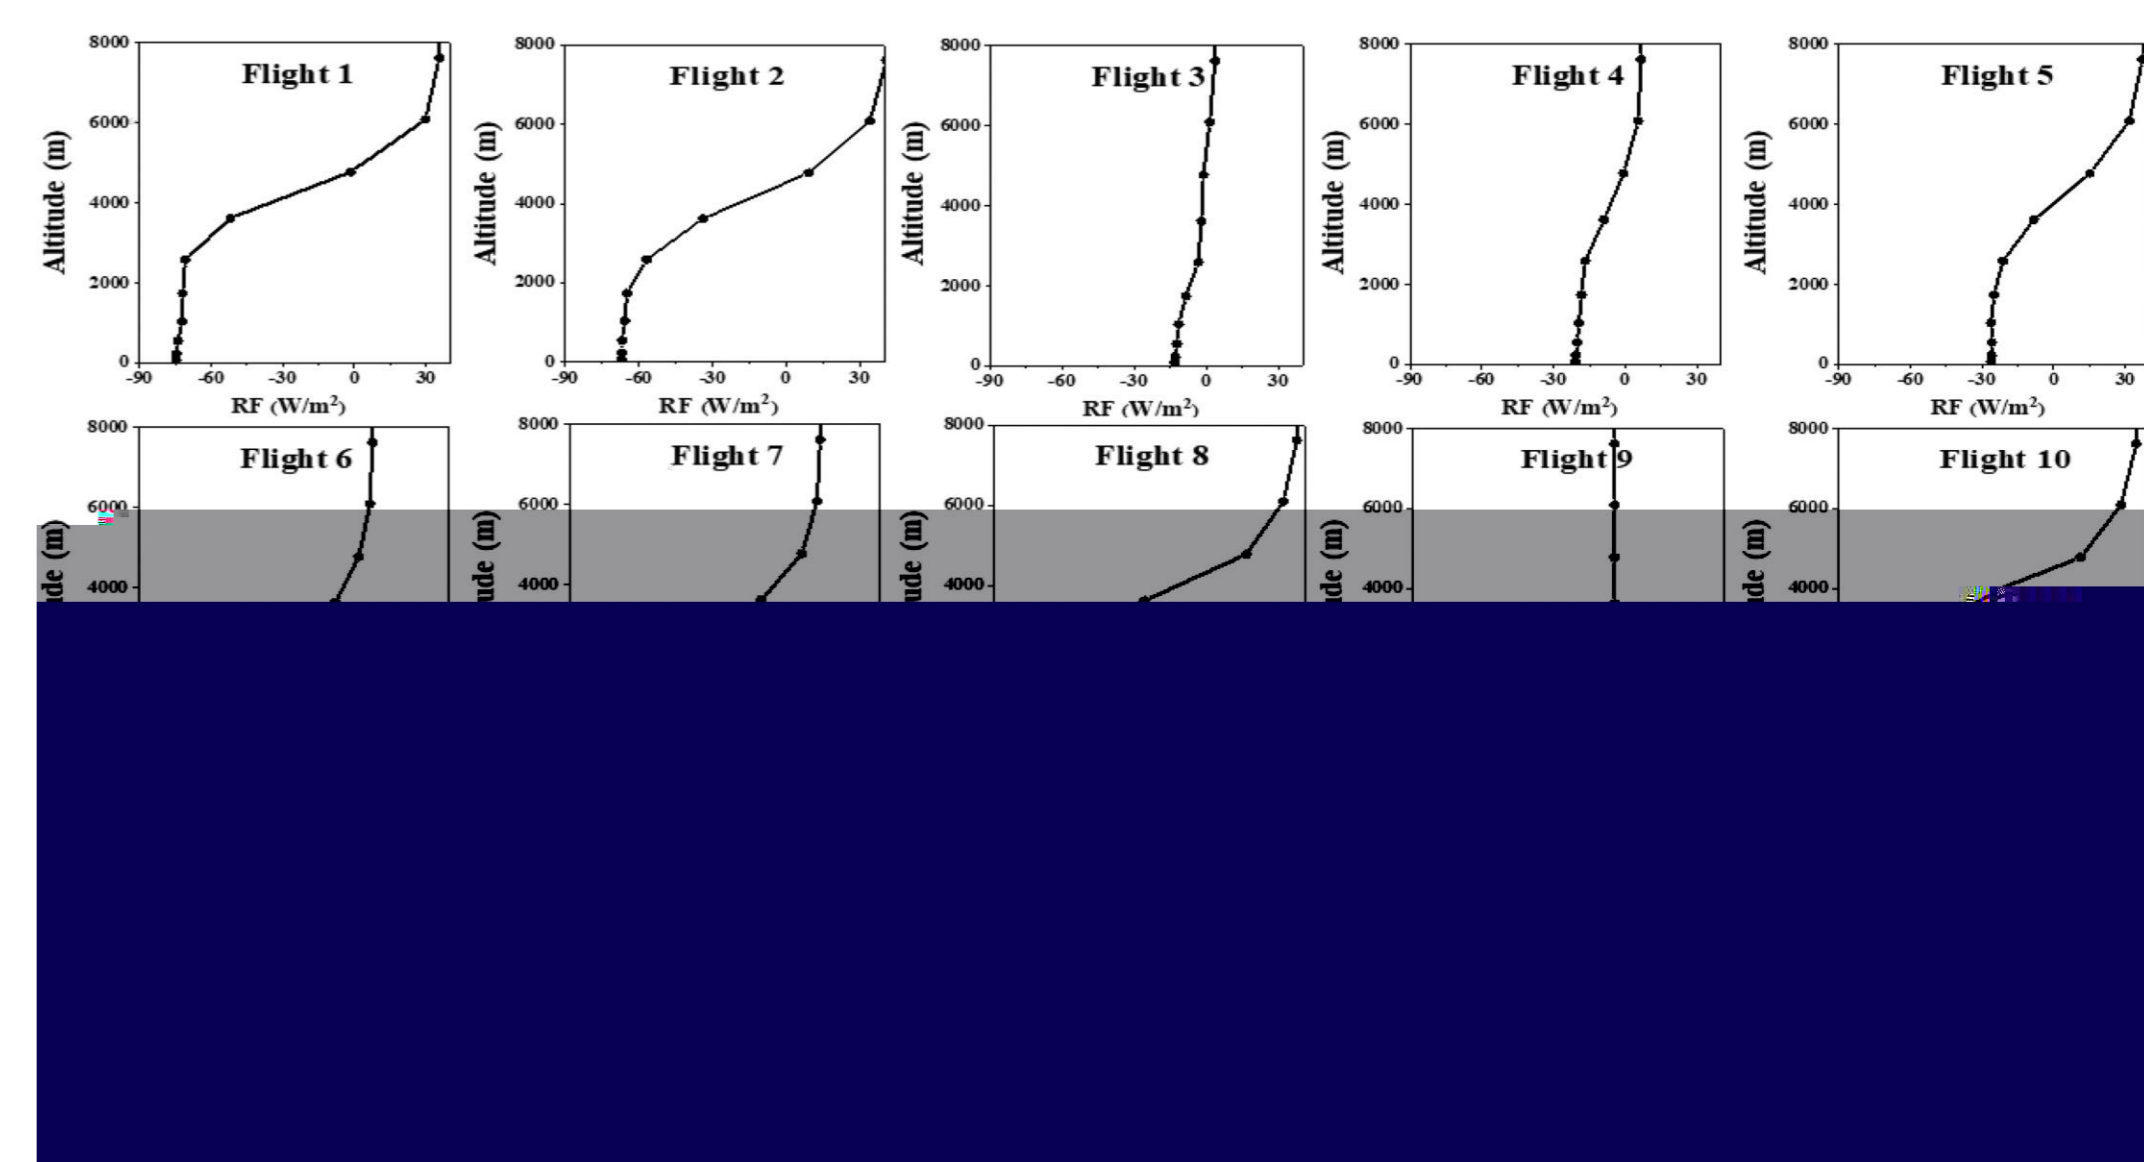 8000 6000 4000 2000 0
Altitude (m)
Flight 1
-90 -60 -30 0 30
RF (W/m²)
8000 6000 4000 2000 0
Altitude (m)
Flight 2
-90 -60 -30 0 30
RF (W/m²)
8000 6000 4000 2000 0
Altitude (m)
Flight 3
-90 -60 -30 0 30
RF (W/m²)
8000 6000 4000 2000 0
Altitude (m)
Flight 4
-90 -60 -30 0 30
RF (W/m²)
8000 6000 4000 2000 0
Altitude (m)
Flight 5
-90 -60 -30 0 30
RF (W/m²)
8000 6000 4000
ude (m)
Flight 6
8000 6000 4000
ude (m)
Flight 7
8000 6000 4000
ude (m)
Flight 8
8000 6000 4000
ude (m)
Flight 9
8000 6000 4000
ude (m)
Flight 10